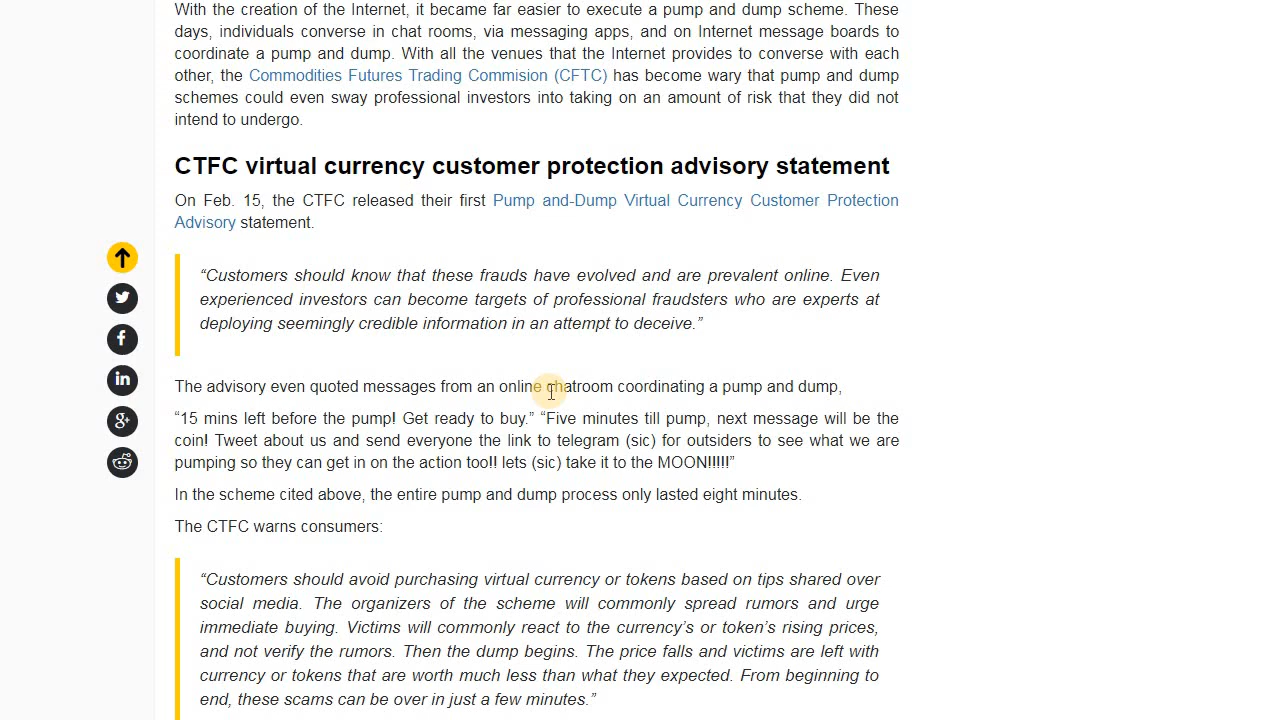 With the creation of the Internet, it became far easier to execute a pump and dump scheme. These
days, individuals converse in chat rooms, via messaging apps, and on Internet message boards to
coordinate a pump and dump. With all the venues that the Internet provides to converse with each
other, the Commodities Futures Trading Commision (CFTC) has become wary that pump and dump
schemes could even sway professional investors into taking on an amount of risk that they did not
intend to undergo.
CTFC virtual currency customer protection advisory statement
On Feb. 15, the CTFC released their first Pump and-Dump Virtual Currency Customer Protection
Advisory statement.
“Customers should know that these frauds have evolved and are prevalent online. Even
experienced investors can become targets of professional fraudsters who are experts at
deploying seemingly credible information in an attempt to deceive.”
The advisory even quoted messages from an online chatroom coordinating a pump and dump,
“15 mins left before the pump! Get ready to buy.” “Five minutes till pump, next message will be the
coin! Tweet about us and send everyone the link to telegram (sic) for outsiders to see what we are
pumping so they can get in on the action too!! lets (sic) take it to the MOON!!!!!”
In the scheme cited above, the entire pump and dump process only lasted eight minutes.
The CTFC warns consumers:
“Customers should avoid purchasing virtual currency or tokens based on tips shared over
social media. The organizers of the scheme will commonly spread rumors and urge
immediate buying. Victims will commonly react to the currency’s or token’s rising prices,
and not verify the rumors. Then the dump begins. The price falls and victims are left with
currency or tokens that are worth much less than what they expected. From beginning to
end, these scams can be over in just a few minutes.”